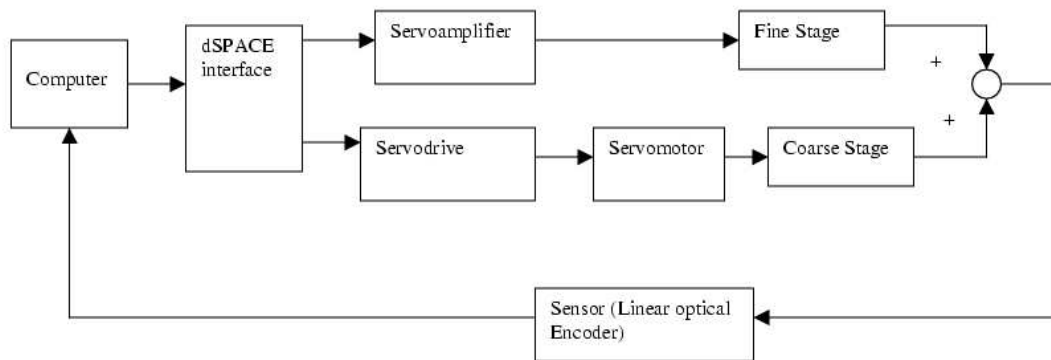 Computer
dSPACE
interface
Servoamplifier
Fine Stage
+
+
Servodrive
Servomotor
Coarse Stage
Sensor (Linear optical
Encoder)